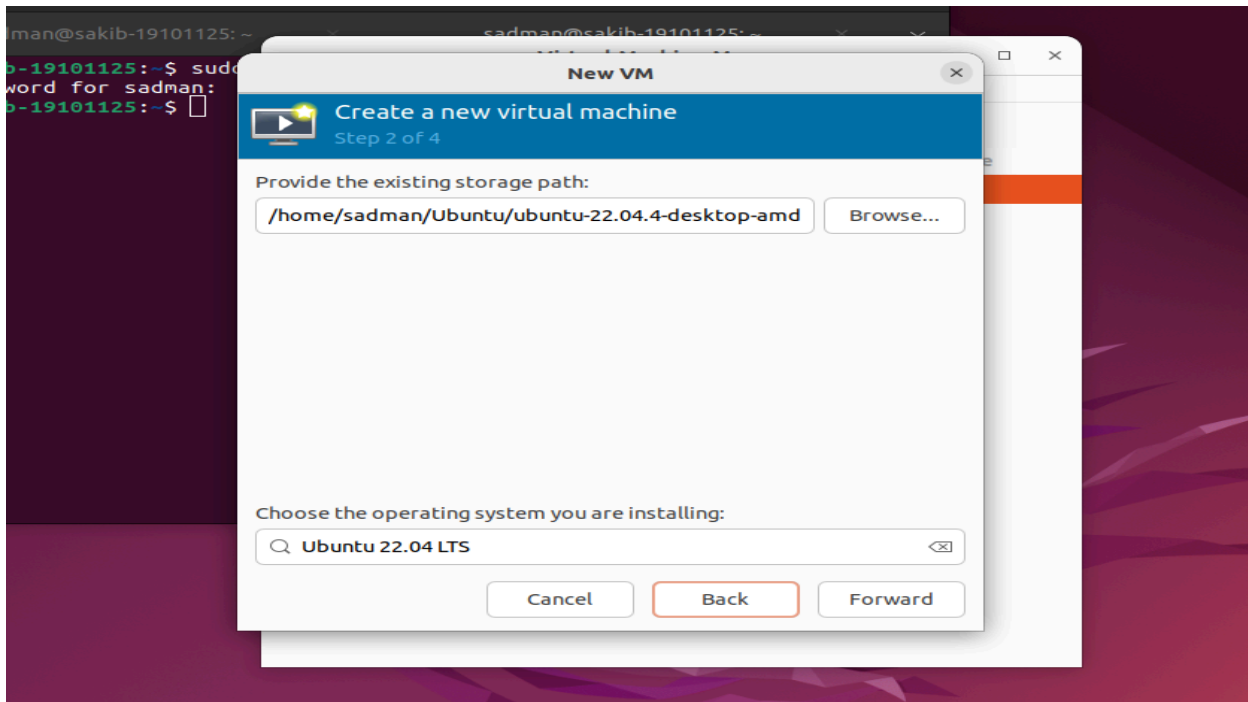 man@sakib-19101125: ~
sadman@sakib-19101125: ~
b-19101125:~$ sudo
word for sadman:
b-19101125:~$
New VM
Create a new virtual machine
Step 2 of 4
Provide the existing storage path:
/home/sadman/Ubuntu/ubuntu-22.04.4-desktop-amd
Browse...
Choose the operating system you are installing:
Ubuntu 22.04 LTS
Cancel
Back
Forward